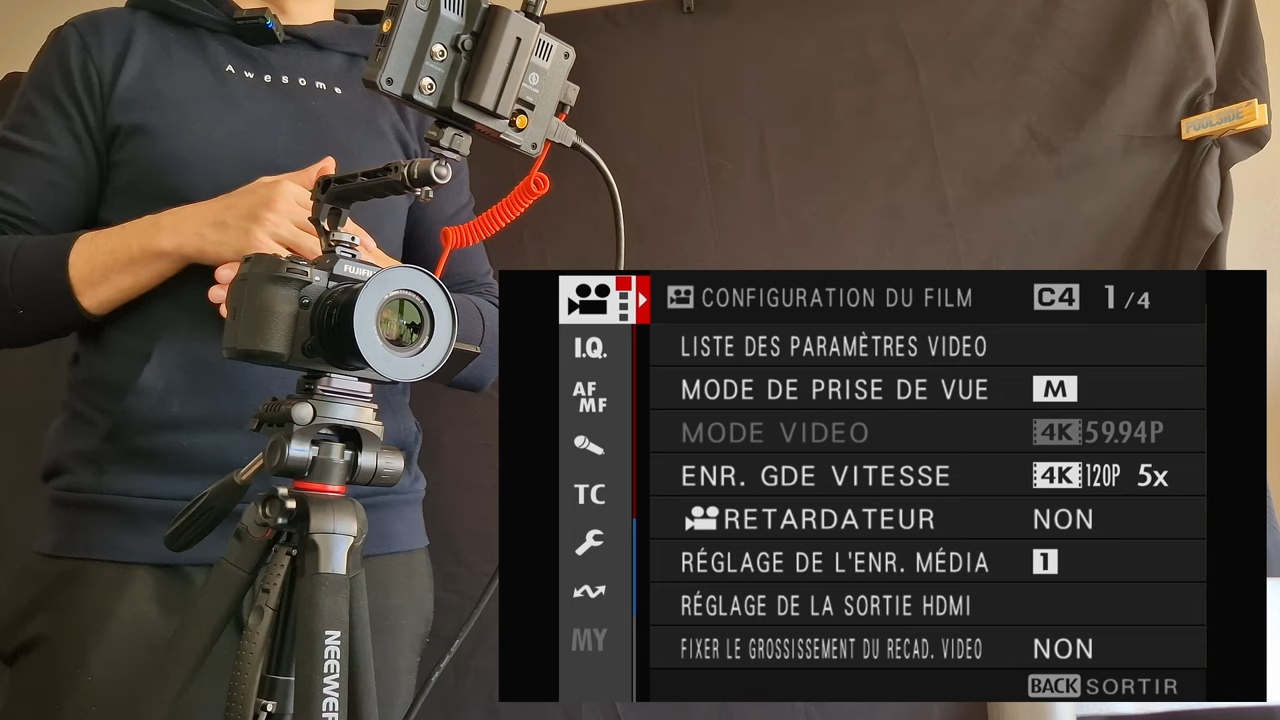 Awesome
POOLSIDE
FUJIFI
NEEWER
CONFIGURATION DU FILM C4 1/4
I.Q.
LISTE DES PARAMÈTRES VIDEO
AF
MF
MODE DE PRISE DE VUE M
MODE VIDEO 4K 59.94P
ENR. GDE VITESSE 4K 120P 5x
TC
RETARDATEUR NON
RÉGLAGE DE L'ENR. MÉDIA 1
RÉGLAGE DE LA SORTIE HDMI
MY
FIXER LE GROSSISSEMENT DU RECAD. VIDEO NON
BACK SORTIR